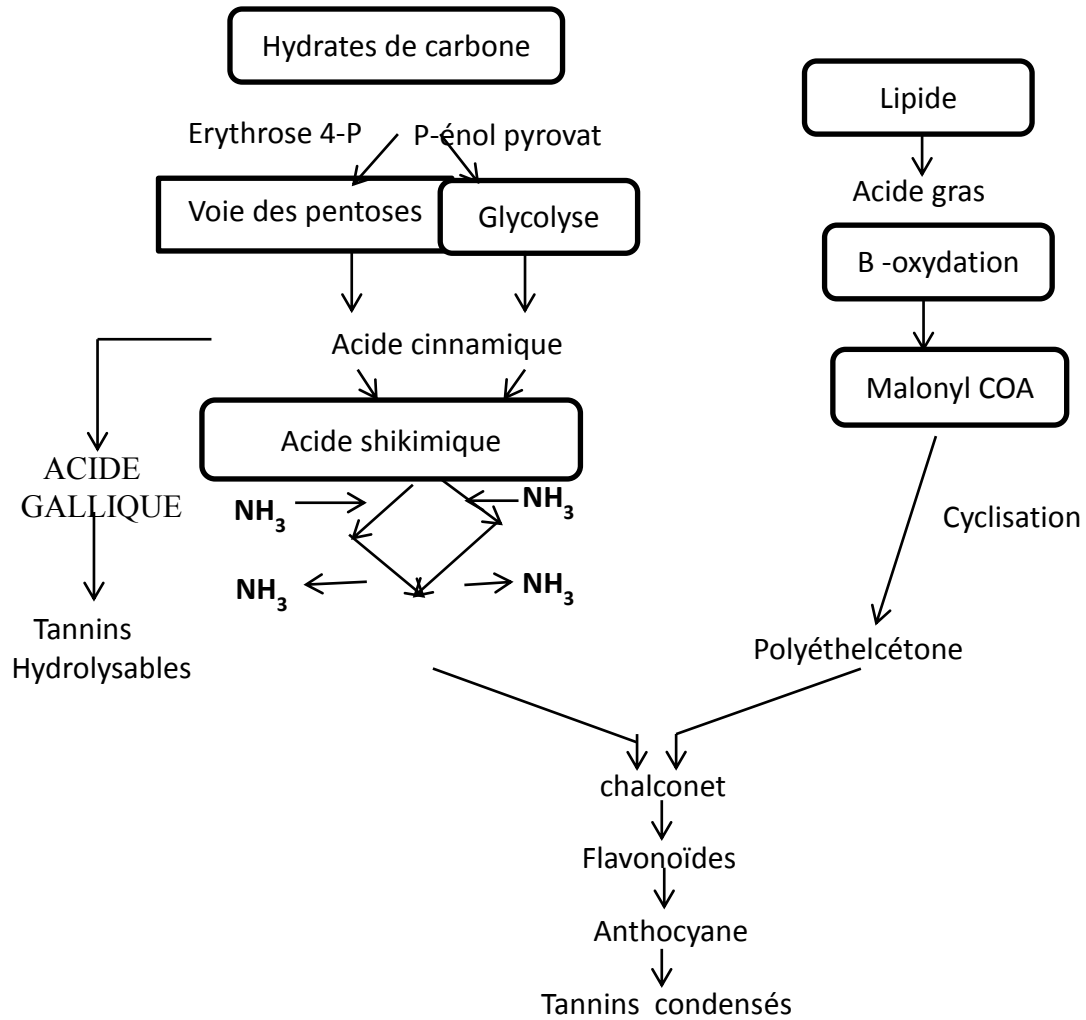 Hydrates de carbone
Lipide
Erythrose 4-P
P-énol pyrovat
Acide gras
Voie des pentoses
Glycolyse
B -oxydation
Acide cinnamique
Malonyl COA
Acide shikimique
ACIDE
GALLIQUE
NH3
NH3
Cyclisation
NH3
NH3
Tannins
Hydrolysables
Polyéthelcétone
chalconet
Flavonoïdes
Anthocyane
Tannins condensés